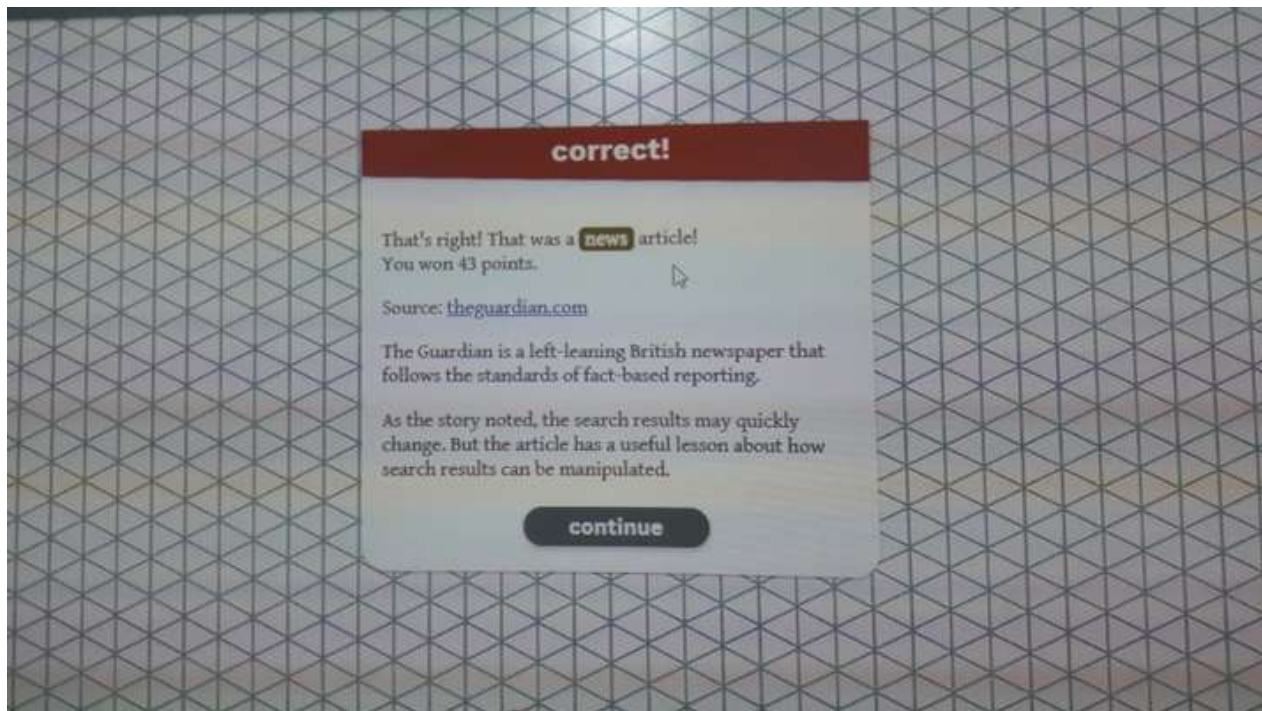 correct!
That's right! That was a news article!
You won 43 points.
Source: theguardian.com
The Guardian is a left-leaning British newspaper that
follows the standards of fact-based reporting.
As the story noted, the search results may quickly
change. But the article has a useful lesson about how
search results can be manipulated.
continue